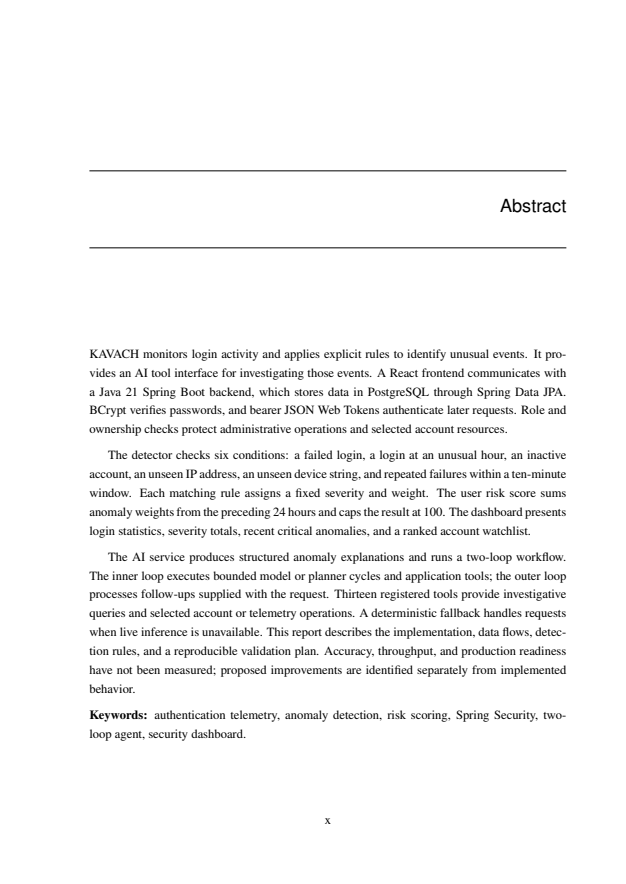 Abstract
KAVACH monitors login activity and applies explicit rules to identify unusual events. It pro-
vides an AI tool interface for investigating those events. A React frontend communicates with
a Java 21 Spring Boot backend, which stores data in PostgreSQL through Spring Data JPA.
BCrypt verifies passwords, and bearer JSON Web Tokens authenticate later requests. Role and
ownership checks protect administrative operations and selected account resources.
The detector checks six conditions: a failed login, a login at an unusual hour, an inactive
account, an unseen IP address, an unseen device string, and repeated failures within a ten-minute
window. Each matching rule assigns a fixed severity and weight. The user risk score sums
anomaly weights from the preceding 24 hours and caps the result at 100. The dashboard presents
login statistics, severity totals, recent critical anomalies, and a ranked account watchlist.
The AI service produces structured anomaly explanations and runs a two-loop workflow.
The inner loop executes bounded model or planner cycles and application tools; the outer loop
processes follow-ups supplied with the request. Thirteen registered tools provide investigative
queries and selected account or telemetry operations. A deterministic fallback handles requests
when live inference is unavailable. This report describes the implementation, data flows, detec-
tion rules, and a reproducible validation plan. Accuracy, throughput, and production readiness
have not been measured; proposed improvements are identified separately from implemented
behavior.
Keywords: authentication telemetry, anomaly detection, risk scoring, Spring Security, two-
loop agent, security dashboard.
x